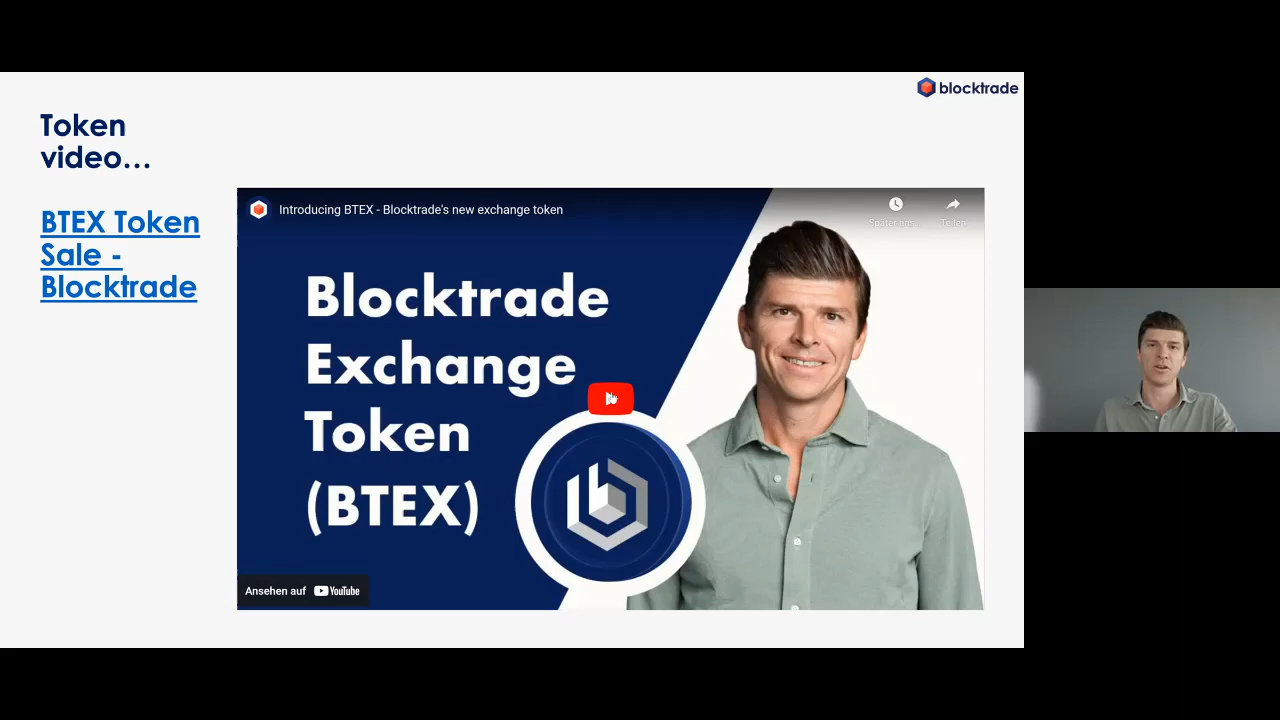 blocktrade
Token
video...
BTEX Token
Sale -
Blocktrade
Introducing BTEX - Blocktrade's new exchange token
Teilen
Blocktrade
Exchange
Token
(BTEX)
Ansehen auf YouTube